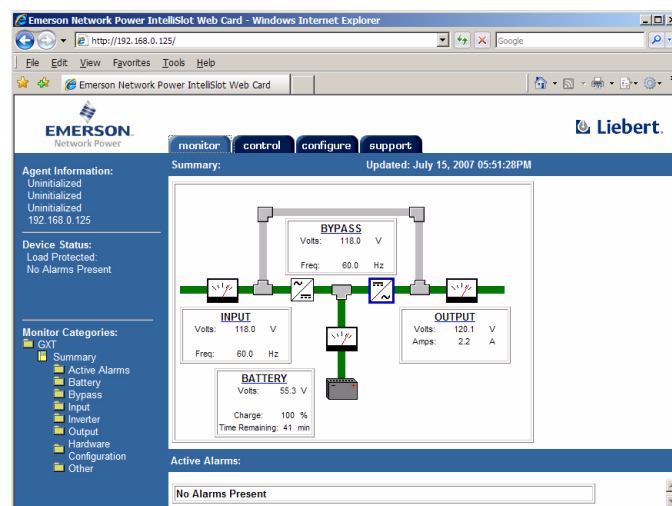 Emerson Network Power IntelliSlot Web Card - Windows Internet Explorer
http://192.168.0.125/
Google
File Edit View Favorites Tools Help
Emerson Network Power IntelliSlot Web Card
EMERSON
Network Power
Liebert.
monitor control configure support
Summary: Updated: July 15, 2007 05:51:28PM
Agent Information:
Uninitialized
Uninitialized
Uninitialized
192.168.0.125
Device Status:
Load Protected:
No Alarms Present
Monitor Categories:
GXT
Summary
Active Alarms
Battery
Bypass
Input
Inverter
Output
Hardware
Configuration
Other
BYPASS
Volts: 118.0 V
Freq: 60.0 Hz
INPUT
Volts: 118.0 V
Freq: 60.0 Hz
OUTPUT
Volts: 120.1 V
Amps: 2.2 A
BATTERY
Volts: 55.3 V
Charge: 100 %
Time Remaining: 41 min
Active Alarms:
No Alarms Present